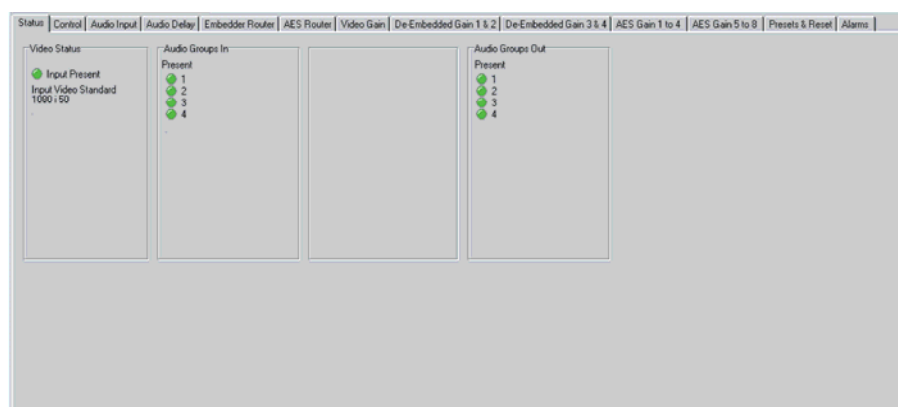 Status Control Audio Input Audio Delay Embedder Router AES Router Video Gain De-Embedded Gain 1 & 2 De-Embedded Gain 3 & 4 AES Gain 1 to 4 AES Gain 5 to 8 Presets & Reset Alarms
Video Status
Input Present
Input Video Standard
1080 i 50
Audio Groups In
Present
1
2
3
4
Audio Groups Out
Present
1
2
3
4